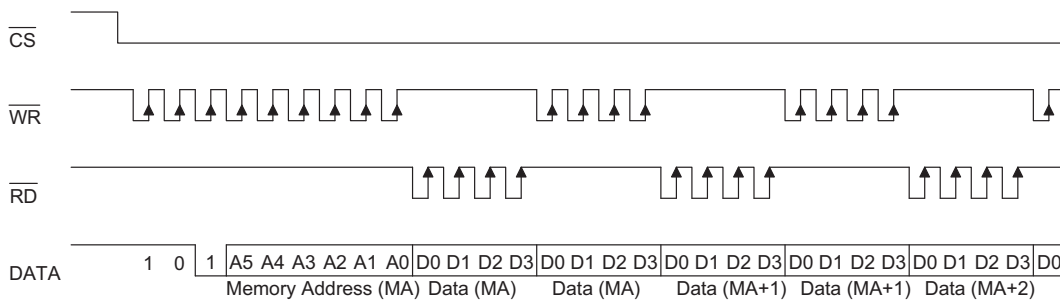 CS
WR
RD
DATA 1 0 1 A5 A4 A3 A2 A1 A0 D0 D1 D2 D3 D0 D1 D2 D3 D0 D1 D2 D3 D0 D1 D2 D3 D0 D1 D2 D3 D0
Memory Address (MA) Data (MA) Data (MA) Data (MA+1) Data (MA+1) Data (MA+2)